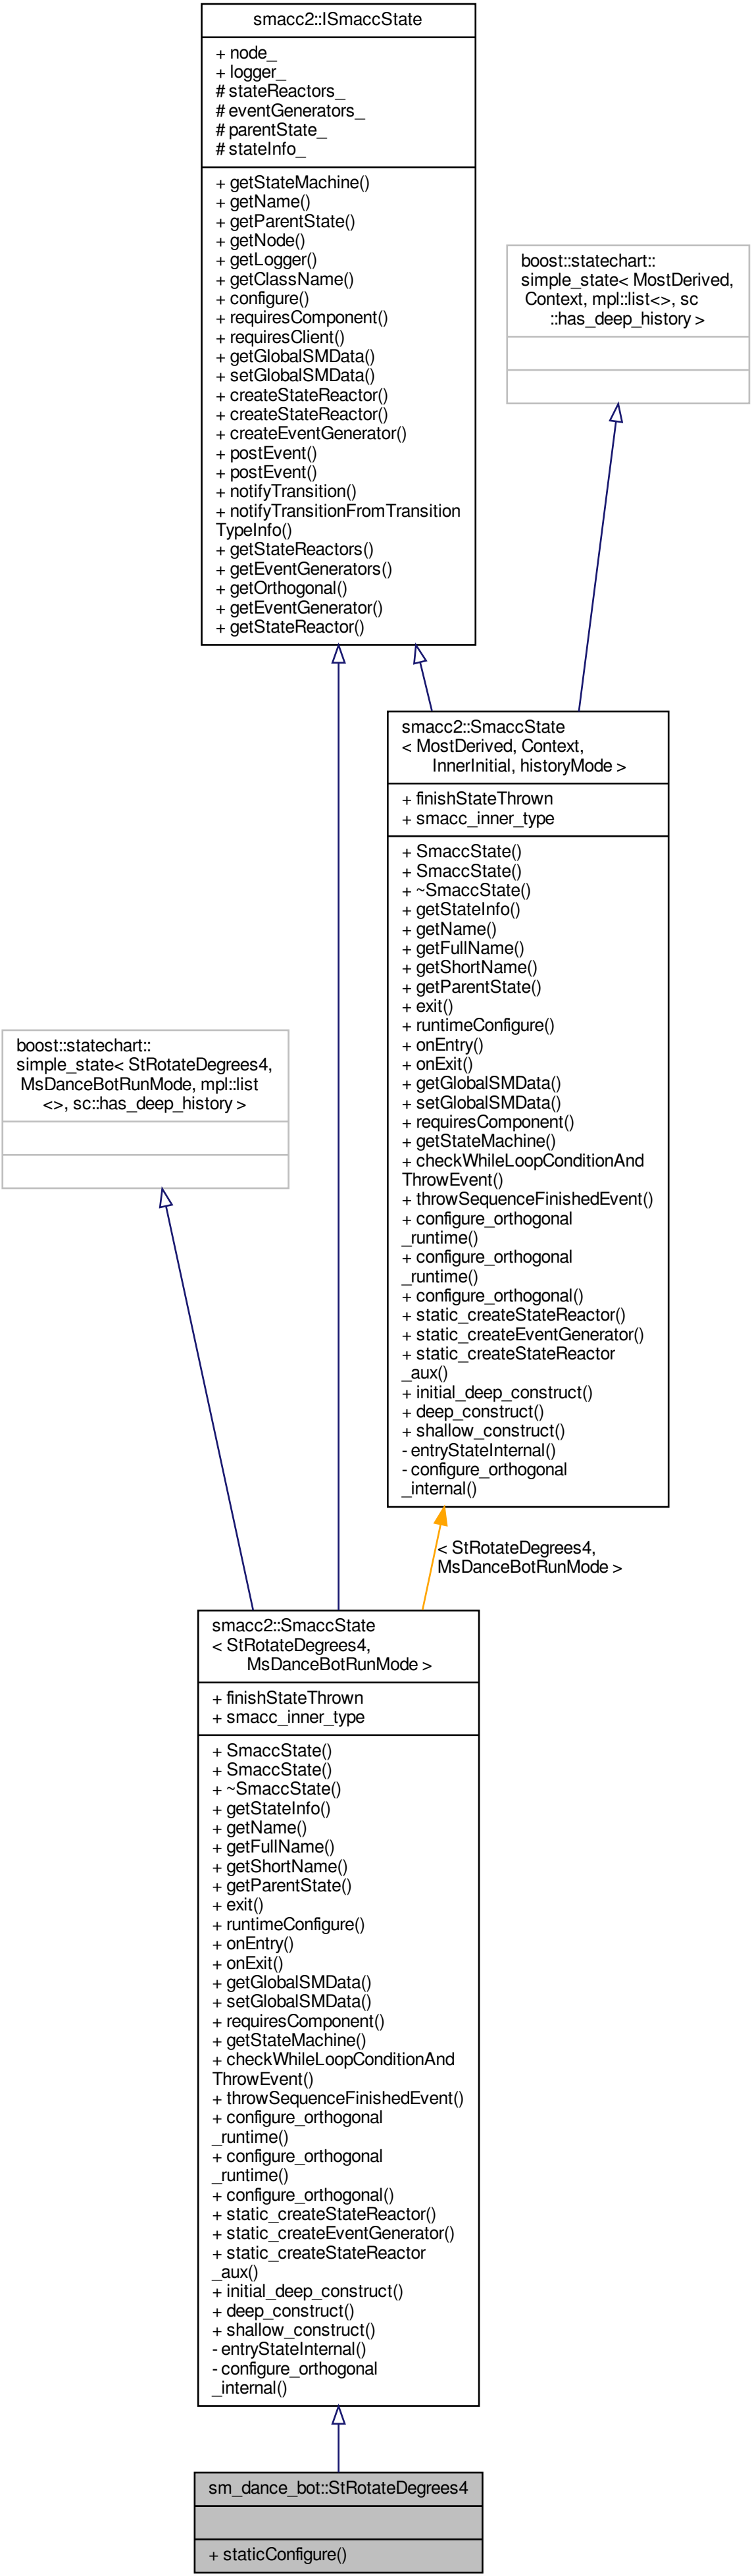 smacc2::ISmaccState
+ node_
+ logger_
# stateReactors_
# eventGenerators_
# parentState_
# stateInfo_
+ getStateMachine()
+ getName()
+ getParentState()
+ getNode()
+ getLogger()
+ getClassName()
+ configure()
+ requiresComponent()
+ requiresClient()
+ getGlobalSMData()
+ setGlobalSMData()
+ createStateReactor()
+ createStateReactor()
+ createEventGenerator()
+ postEvent()
+ postEvent()
+ notifyTransition()
+ notifyTransitionFromTransition
TypeInfo()
+ getStateReactors()
+ getEventGenerators()
+ getOrthogonal()
+ getEventGenerator()
+ getStateReactor()
boost::statechart::
simple_state< MostDerived,
Context, mpl::list<>, sc
::has_deep_history >
smacc2::SmaccState
< MostDerived, Context,
InnerInitial, historyMode >
+ finishStateThrown
+ smacc_inner_type
+ SmaccState()
+ SmaccState()
+ ~SmaccState()
+ getStateInfo()
+ getName()
+ getFullName()
+ getShortName()
+ getParentState()
+ exit()
+ runtimeConfigure()
+ onEntry()
+ onExit()
+ getGlobalSMData()
+ setGlobalSMData()
+ requiresComponent()
+ getStateMachine()
+ checkWhileLoopConditionAnd
ThrowEvent()
+ throwSequenceFinishedEvent()
+ configure_orthogonal
_runtime()
+ configure_orthogonal
_runtime()
+ configure_orthogonal()
+ static_createStateReactor()
+ static_createEventGenerator()
+ static_createStateReactor
_aux()
+ initial_deep_construct()
+ deep_construct()
+ shallow_construct()
- entryStateInternal()
- configure_orthogonal
_internal()
boost::statechart::
simple_state< StRotateDegrees4,
MsDanceBotRunMode, mpl::list
<>, sc::has_deep_history >
< StRotateDegrees4,
MsDanceBotRunMode >
smacc2::SmaccState
< StRotateDegrees4,
MsDanceBotRunMode >
+ finishStateThrown
+ smacc_inner_type
+ SmaccState()
+ SmaccState()
+ ~SmaccState()
+ getStateInfo()
+ getName()
+ getFullName()
+ getShortName()
+ getParentState()
+ exit()
+ runtimeConfigure()
+ onEntry()
+ onExit()
+ getGlobalSMData()
+ setGlobalSMData()
+ requiresComponent()
+ getStateMachine()
+ checkWhileLoopConditionAnd
ThrowEvent()
+ throwSequenceFinishedEvent()
+ configure_orthogonal
_runtime()
+ configure_orthogonal
_runtime()
+ configure_orthogonal()
+ static_createStateReactor()
+ static_createEventGenerator()
+ static_createStateReactor
_aux()
+ initial_deep_construct()
+ deep_construct()
+ shallow_construct()
- entryStateInternal()
- configure_orthogonal
_internal()
sm_dance_bot::StRotateDegrees4
+ staticConfigure()